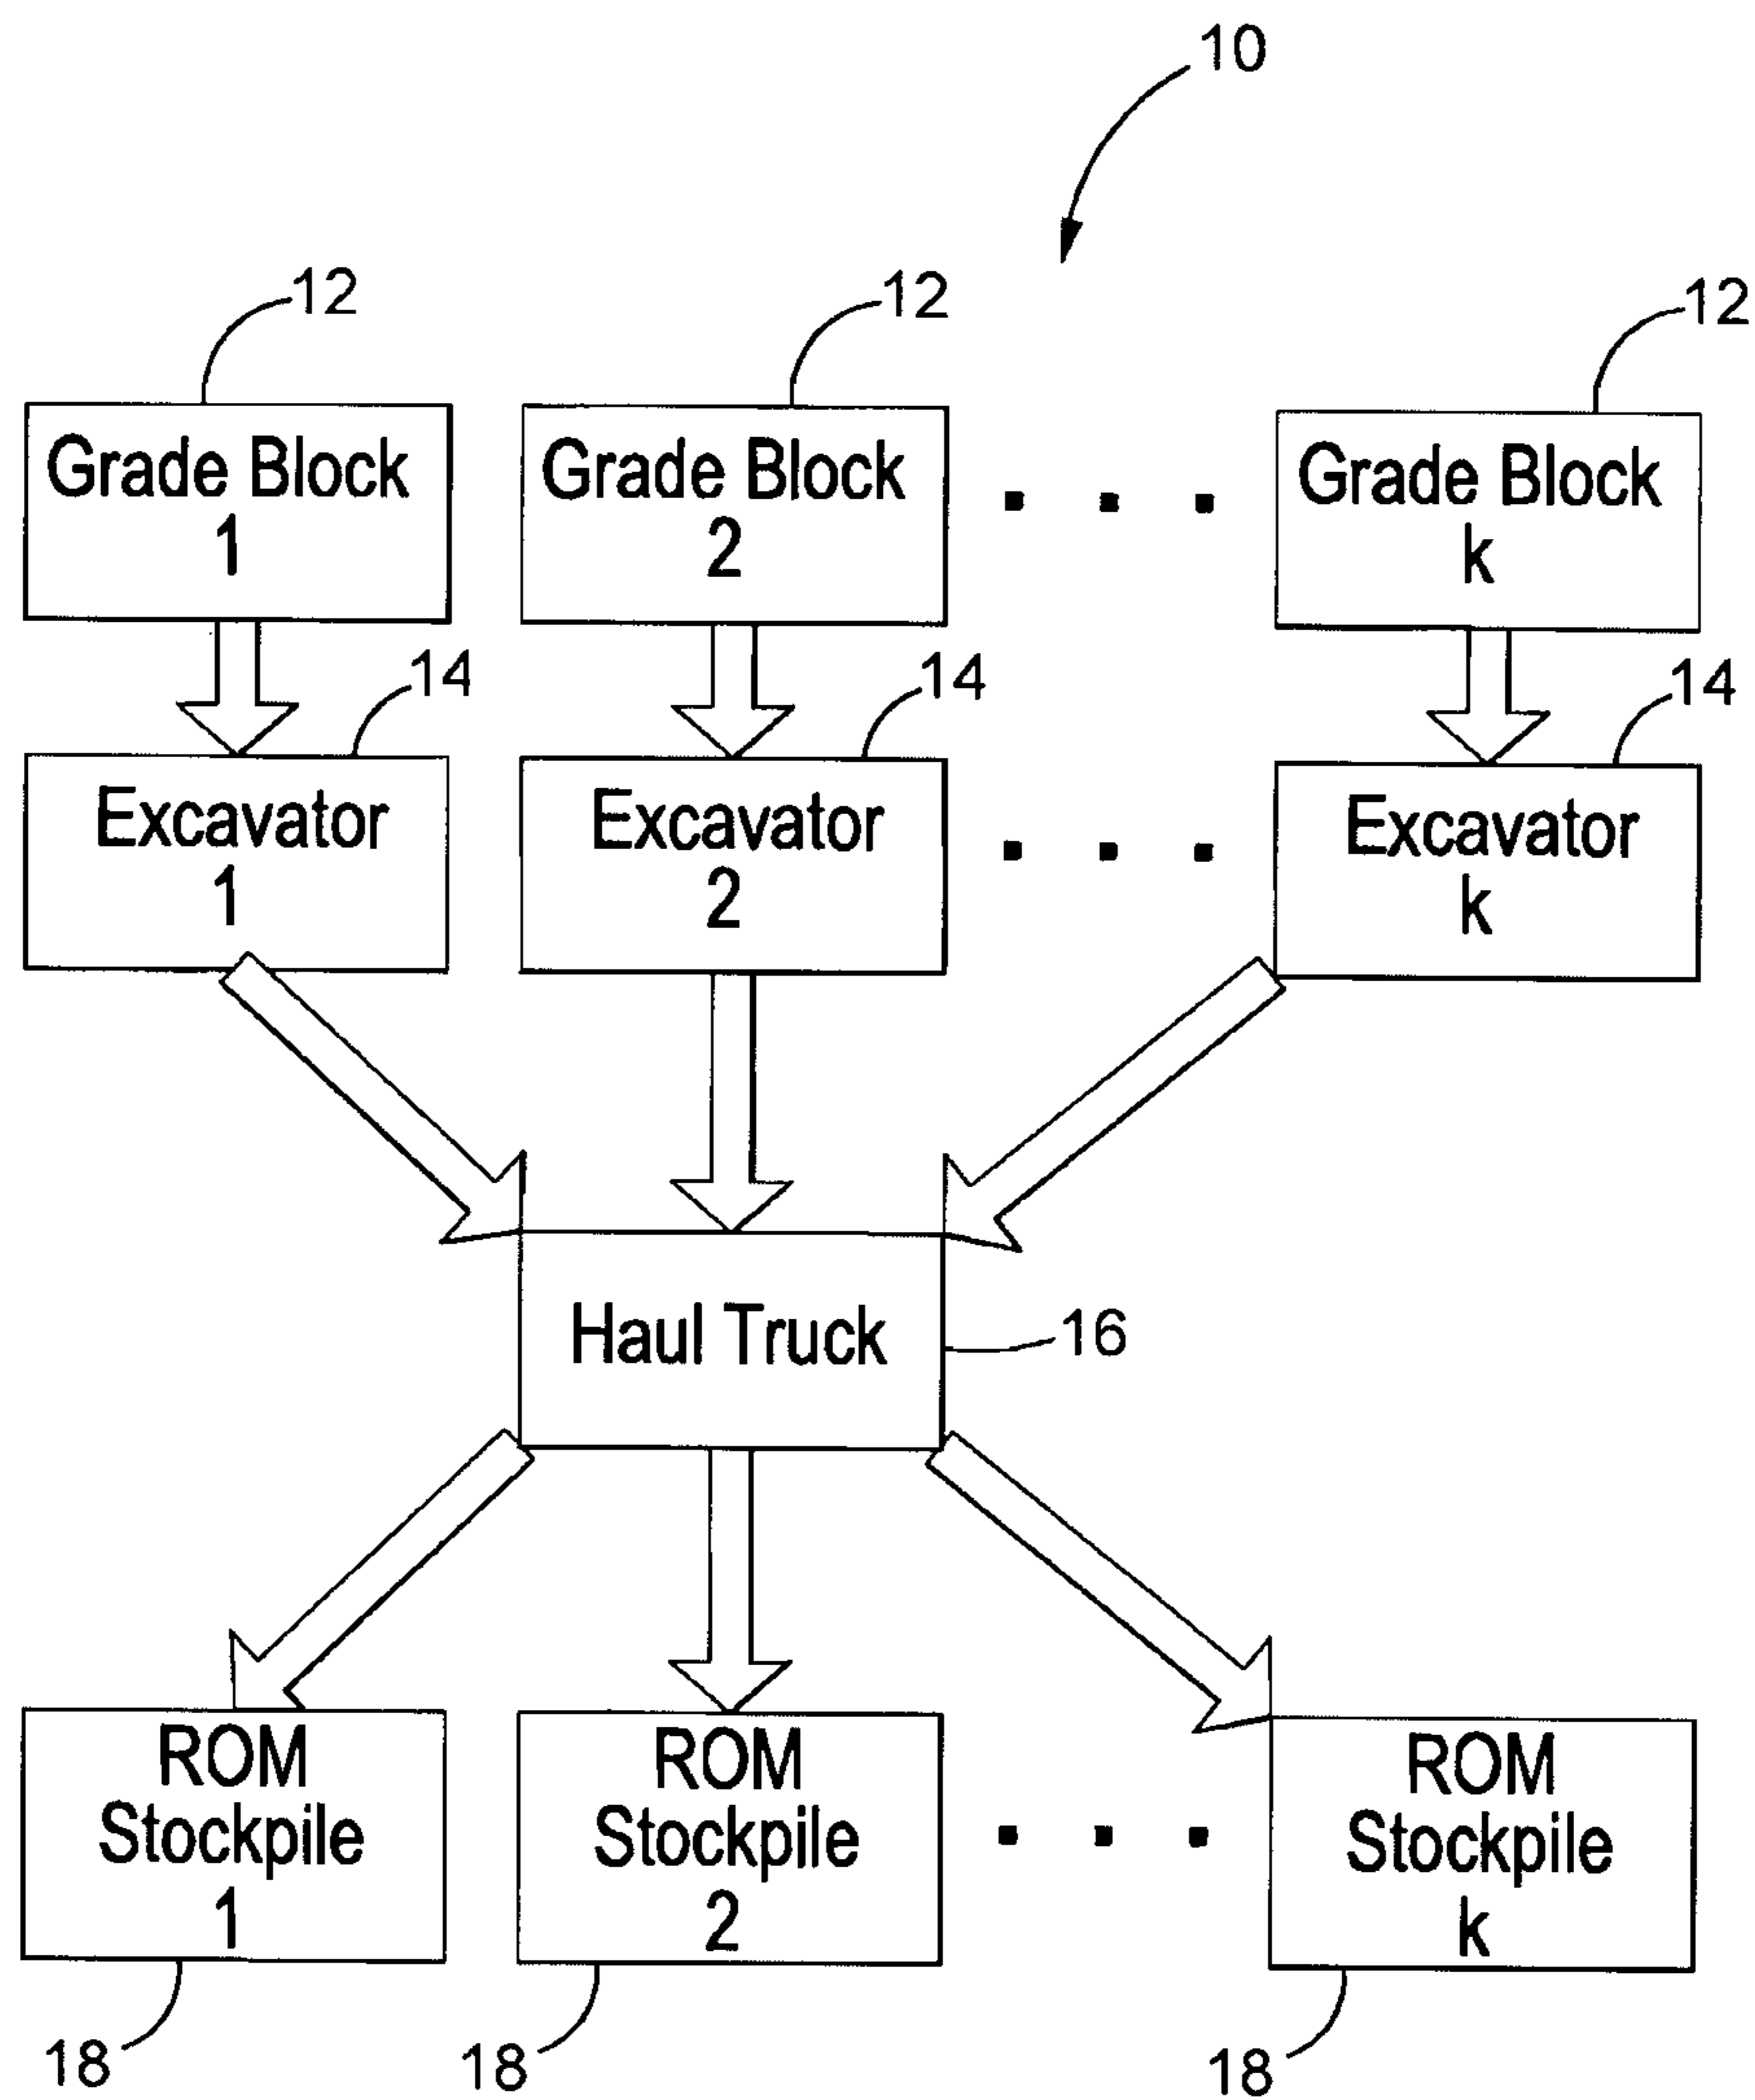 10
12
12
12
Grade Block
1
Grade Block
2
Grade Block
k
14
14
14
Excavator
1
Excavator
2
Excavator
k
Haul Truck
16
ROM
Stockpile
1
ROM
Stockpile
2
ROM
Stockpile
k
18
18
18